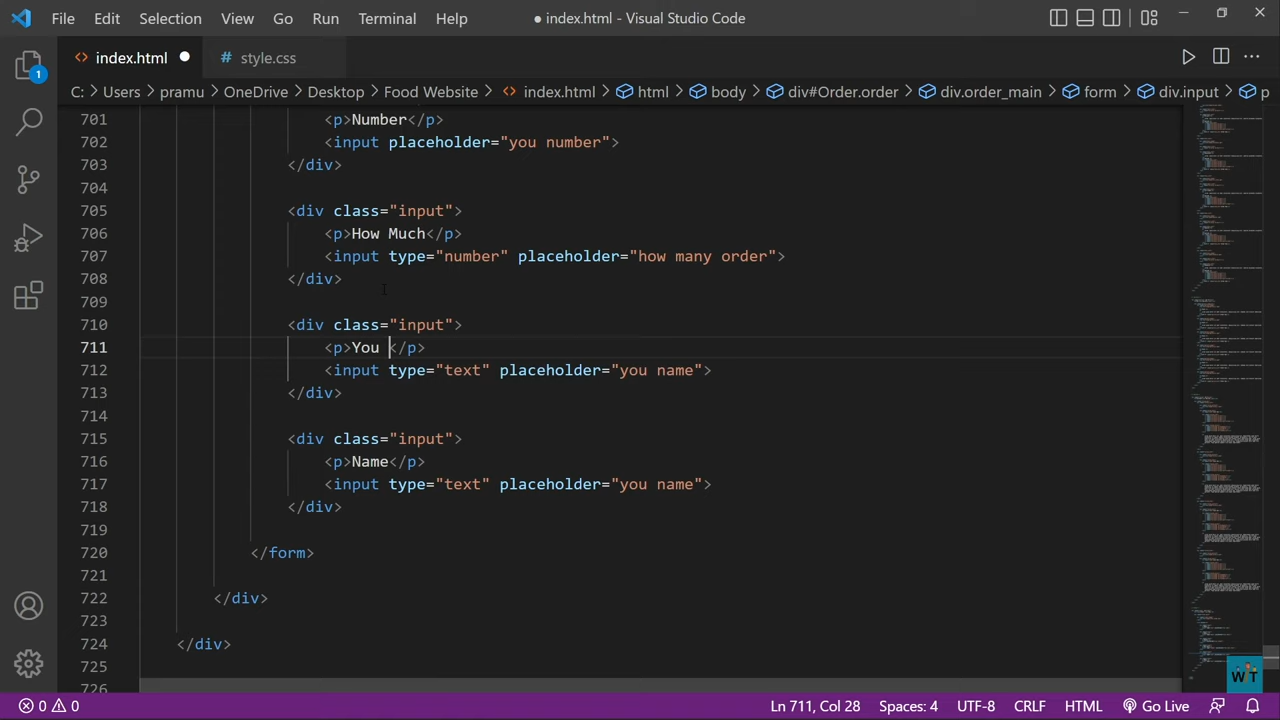 File Edit Selection View Go Run Terminal Help ● index.html - Visual Studio Code
index.html style.css
1
C: > Users > pramu > OneDrive > Desktop > Food Website > index.html > html > body > div#Order.order > div.order_main > form > div.input > p
701 <p>Number</p>
702 <input placeholder="you number">
703 </div>
704
705 <div class="input">
706 <p>How Much</p>
707 <input type="number" placeholder="how many order">
708 </div>
709
710 <div class="input">
711 <p>You </p>
712 <input type="text" placeholder="you name">
713 </div>
714
715 <div class="input">
716 <p>Name</p>
717 <input type="text" placeholder="you name">
718 </div>
719
720 </form>
721
722 </div>
723
724 </div>
725
726
WT
0 0 Ln 711, Col 28 Spaces: 4 UTF-8 CRLF HTML Go Live